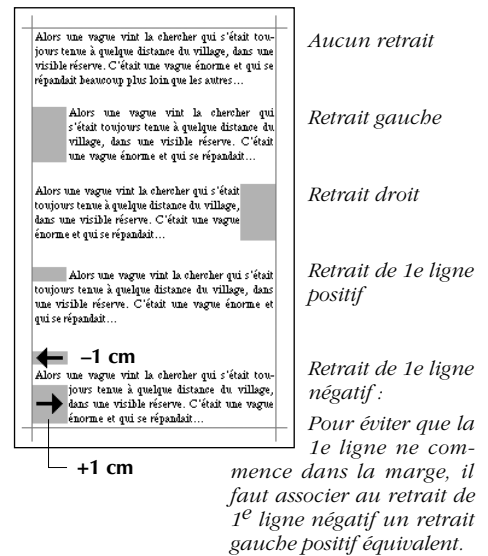 Alors une vague vint la chercher qui s'était tou-
jours tenue à quelque distance du village, dans une
visible réserve. C'était une vague énorme et qui se
répandait beaucoup plus loin que les autres…
Aucun retrait
Alors une vague vint la chercher qui
s'était toujours tenue à quelque distance du
village, dans une visible réserve. C'était
une vague énorme et qui se répandait…
Retrait gauche
Alors une vague vint la chercher qui s'était
toujours tenue à quelque distance du village,
dans une visible réserve. C'était une vague
énorme et qui se répandait…
Retrait droit
Alors une vague vint la chercher qui s'était
toujours tenue à quelque distance du village, dans
une visible réserve. C'était une vague énorme et
qui se répandait…
Retrait de 1e ligne
positif
–1 cm
Alors une vague vint la chercher qui s'était tou-
jours tenue à quelque distance du village,
dans une visible réserve. C'était une vague
énorme et qui se répandait…
+1 cm
Retrait de 1e ligne
négatif :
Pour éviter que la
1e ligne ne com-
mence dans la marge, il
faut associer au retrait de
1e ligne négatif un retrait
gauche positif équivalent.